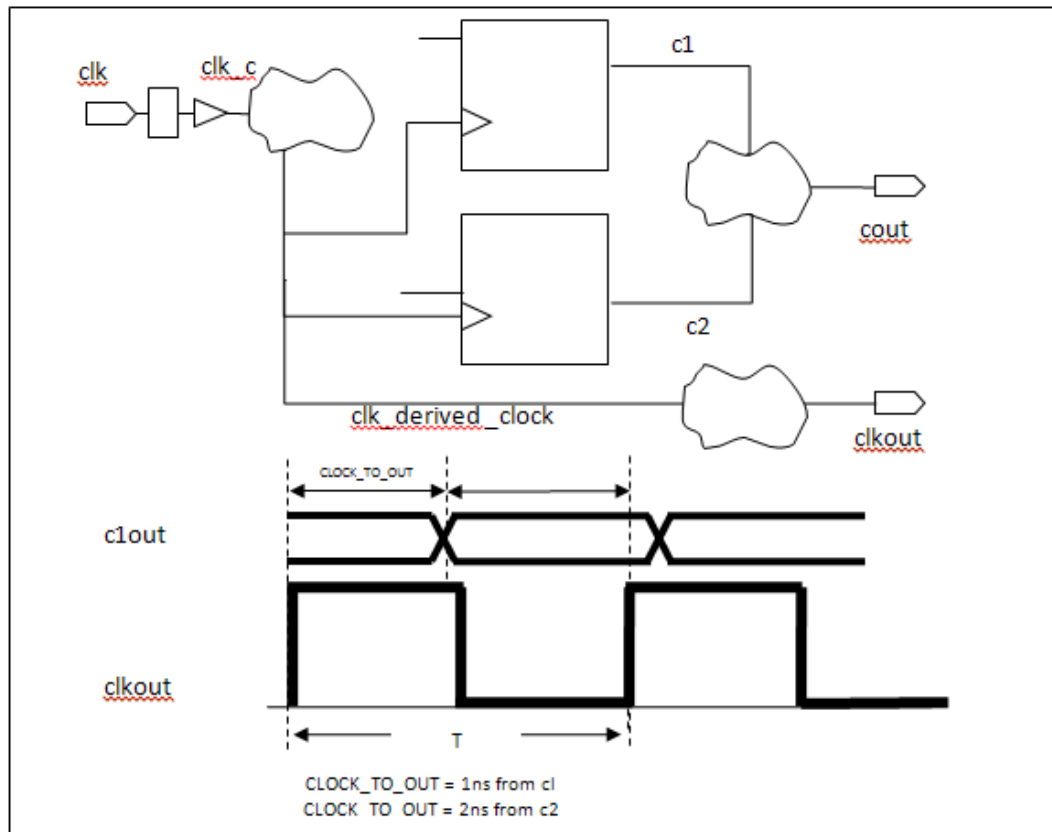 clk
clk_c
c1
cout
c2
clk_derived_clock
clkout
CLOCK_TO_OUT
c1out
clkout
T
CLOCK_TO_OUT = 1ns from cl
CLOCK TO OUT = 2ns from c2